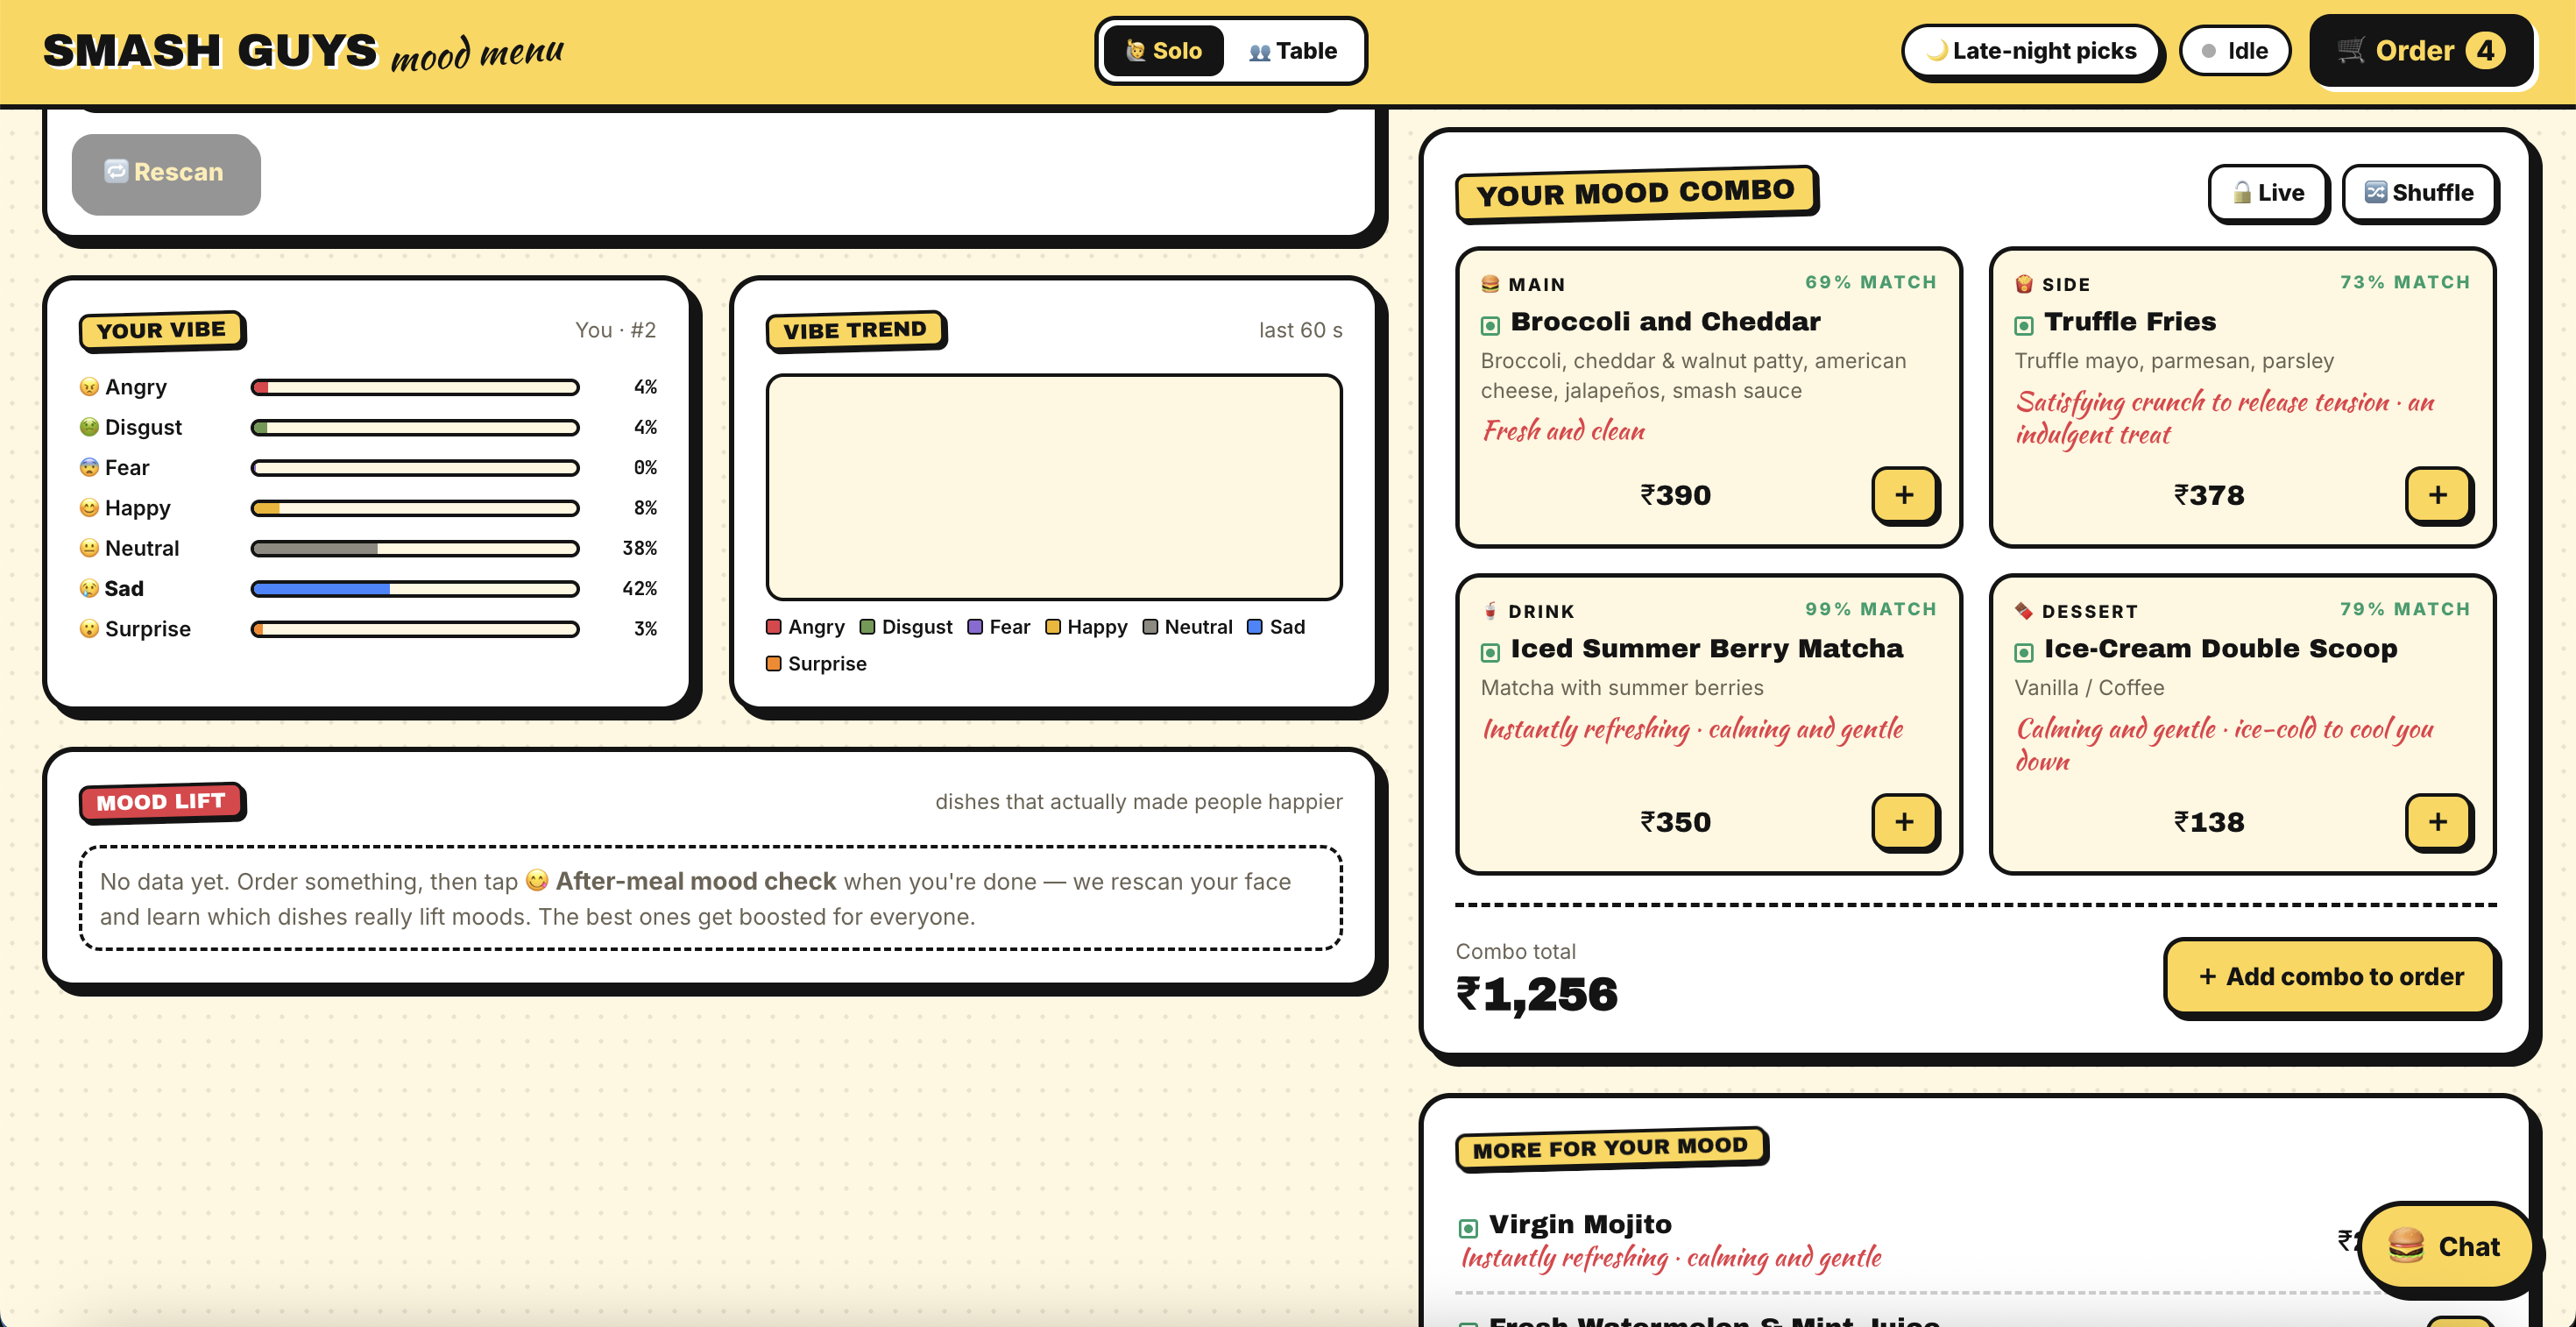 SMASH GUYS mood menu
Solo
Table
Late-night picks
Idle
Order 4
Rescan
YOUR VIBE
You · #2
Angry 4%
Disgust 4%
Fear 0%
Happy 8%
Neutral 38%
Sad 42%
Surprise 3%
VIBE TREND
last 60 s
Angry Disgust Fear Happy Neutral Sad
Surprise
MOOD LIFT
dishes that actually made people happier
No data yet. Order something, then tap After-meal mood check when you're done — we rescan your face
and learn which dishes really lift moods. The best ones get boosted for everyone.
YOUR MOOD COMBO
Live
Shuffle
MAIN
69% MATCH
Broccoli and Cheddar
Broccoli, cheddar & walnut patty, american
cheese, jalapeños, smash sauce
Fresh and clean
₹390
+
SIDE
73% MATCH
Truffle Fries
Truffle mayo, parmesan, parsley
Satisfying crunch to release tension · an
indulgent treat
₹378
+
DRINK
99% MATCH
Iced Summer Berry Matcha
Matcha with summer berries
Instantly refreshing · calming and gentle
₹350
+
DESSERT
79% MATCH
Ice-Cream Double Scoop
Vanilla / Coffee
Calming and gentle · ice-cold to cool you
down
₹138
+
Combo total
₹1,256
+ Add combo to order
MORE FOR YOUR MOOD
Virgin Mojito
Instantly refreshing · calming and gentle
Chat
Fresh Watermelon & Mint Juice